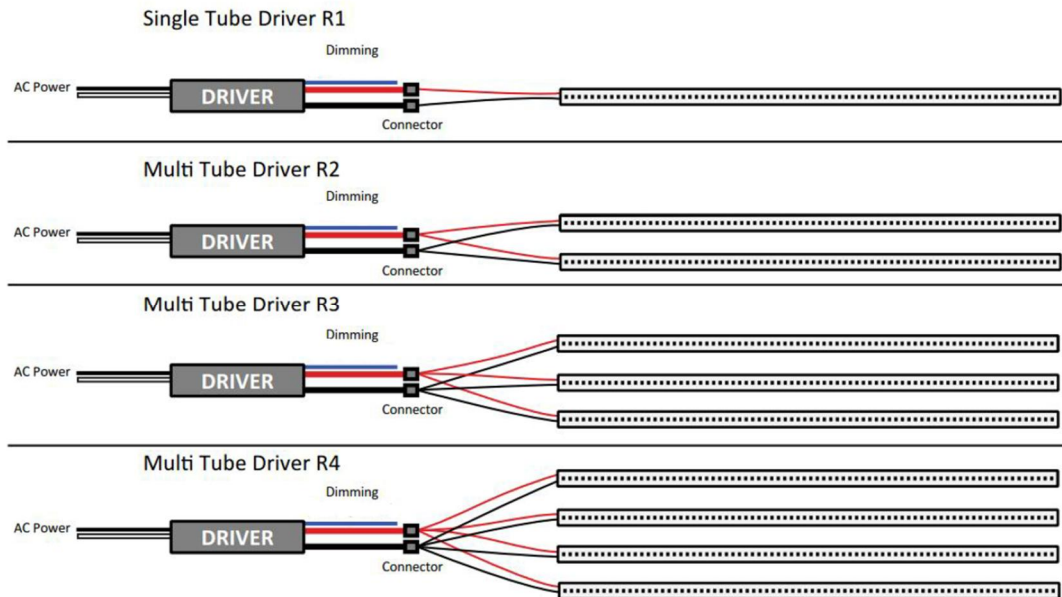 Single Tube Driver R1
Dimming
AC Power
DRIVER
Connector
Multi Tube Driver R2
Dimming
AC Power
DRIVER
Connector
Multi Tube Driver R3
Dimming
AC Power
DRIVER
Connector
Multi Tube Driver R4
Dimming
AC Power
DRIVER
Connector